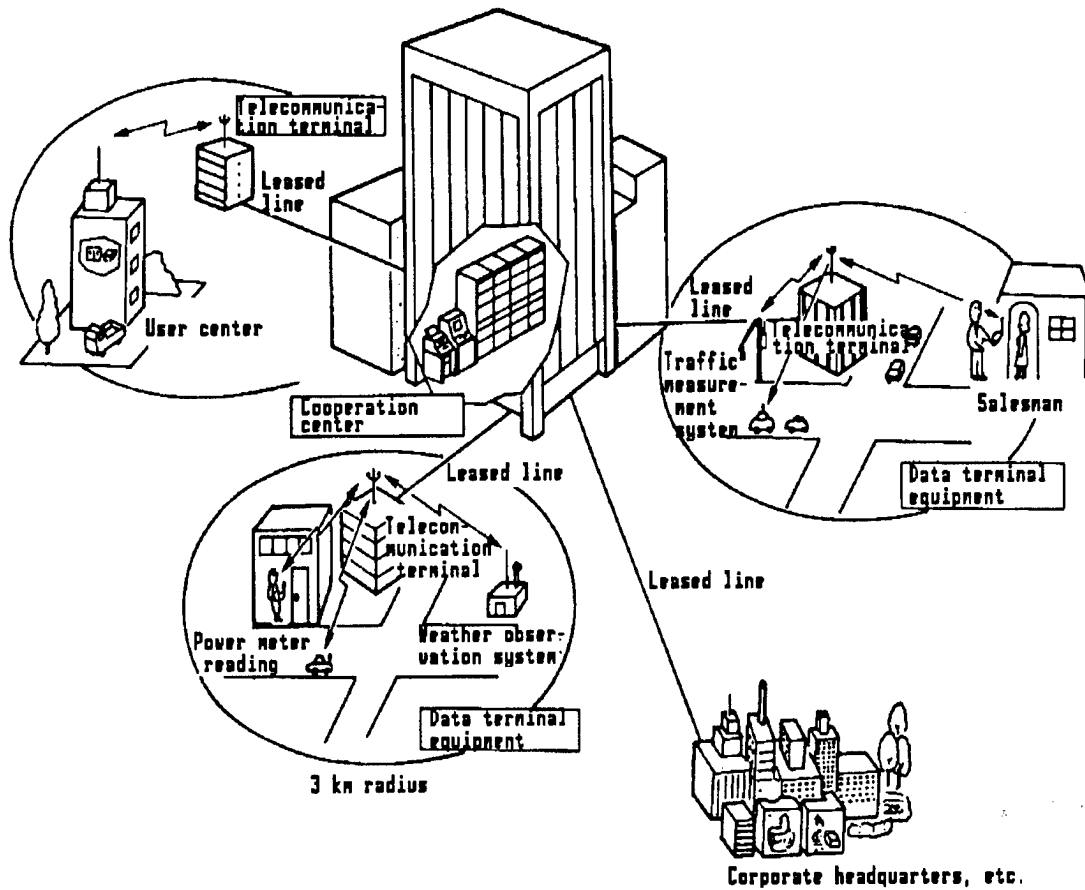 Telecommunica-
tion terminal
Leased
line
User center
Cooperation
center
Leased
line
Telecommunica-
tion terminal
Traffic
measure-
ment
system
Salesman
Data terminal
equipment
Leased line
Telecom-
munication
terminal
Power meter
reading
Weather obser-
vation system
Data terminal
equipment
3 km radius
Leased line
Corporate headquarters, etc.